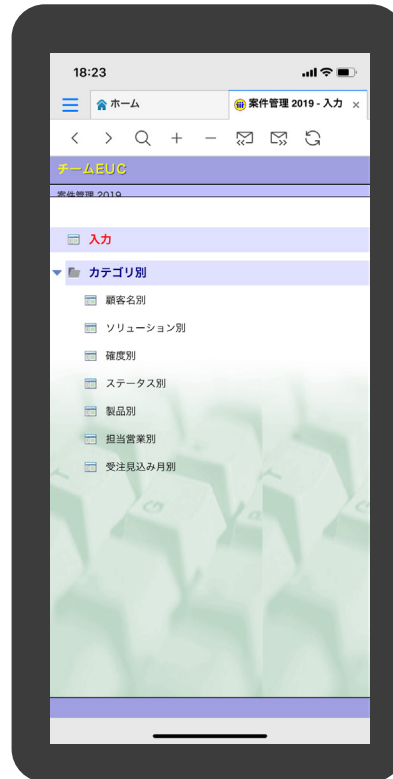 18:23
ホーム
案件管理 2019 - 入力
チームEUC
案件管理 2019
入力
カテゴリ別
顧客名別
ソリューション別
確度別
ステータス別
製品別
担当営業別
受注見込み月別